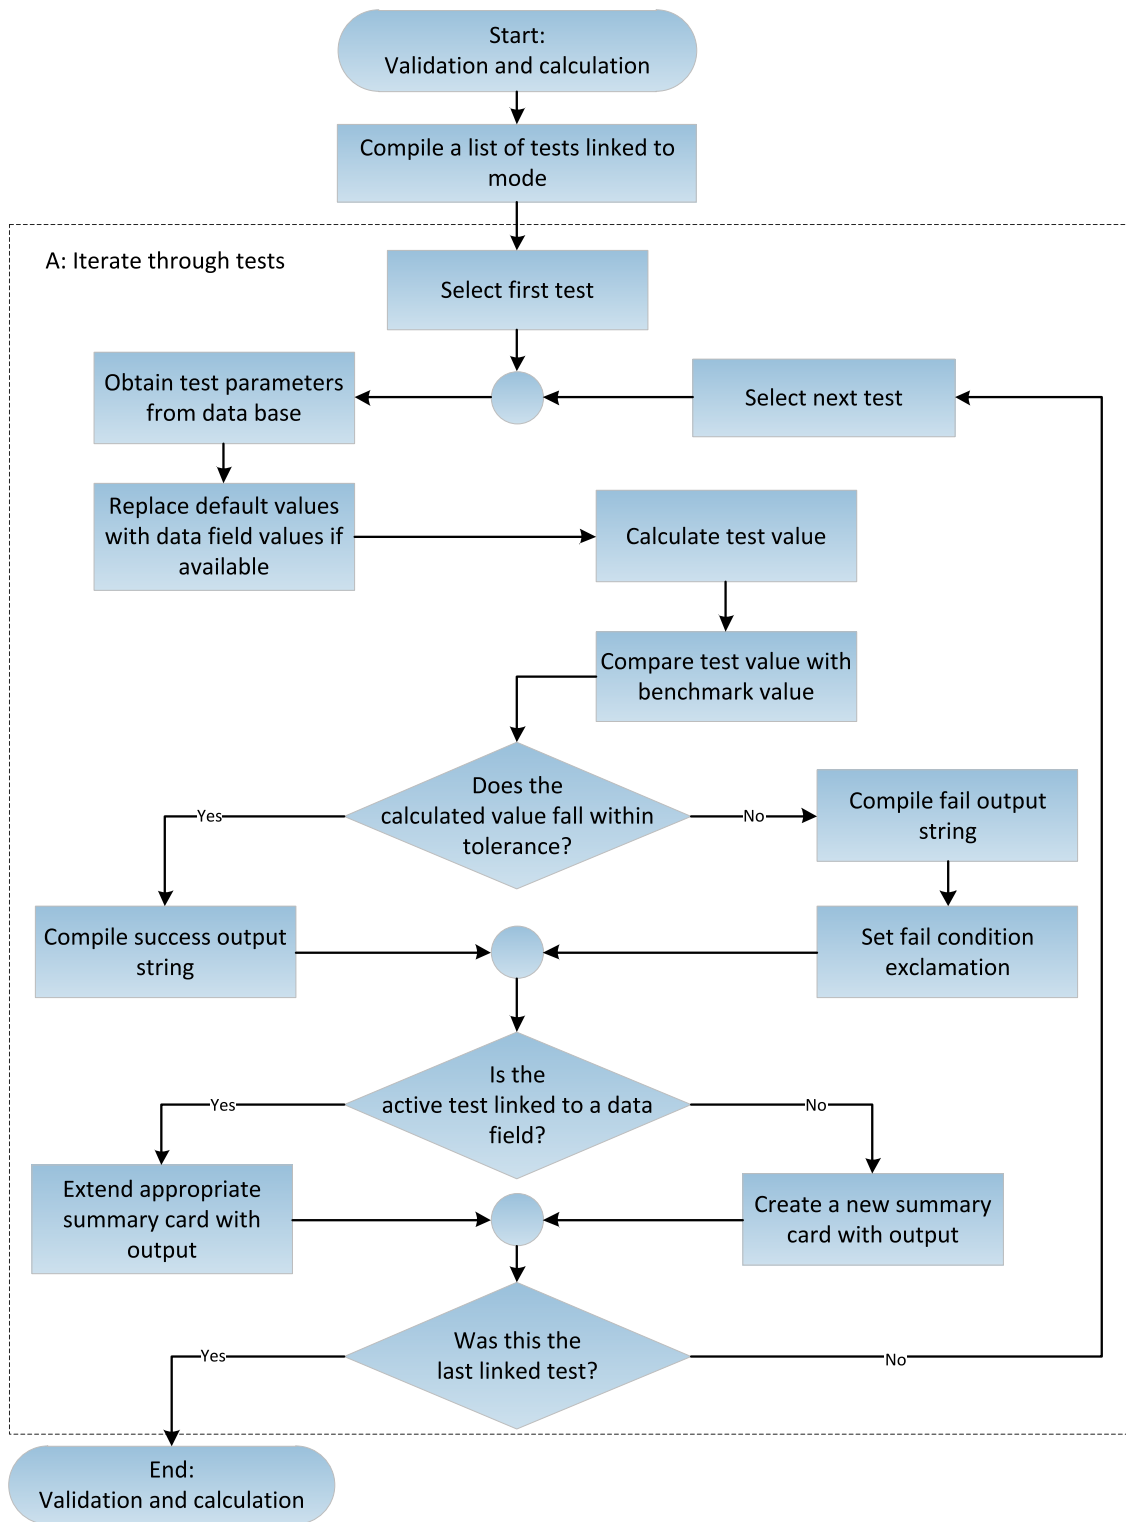 Start:
Validation and calculation
Compile a list of tests linked to
mode
A: Iterate through tests
Select first test
Obtain test parameters
from data base
Select next test
Replace default values
with data field values if
available
Calculate test value
Compare test value with
benchmark value
Does the
calculated value fall within
tolerance?
Yes
No
Compile fail output
string
Compile success output
string
Set fail condition
exclamation
Is the
active test linked to a data
field?
Yes
No
Extend appropriate
summary card with
output
Create a new summary
card with output
Was this the
last linked test?
Yes
No
End:
Validation and calculation